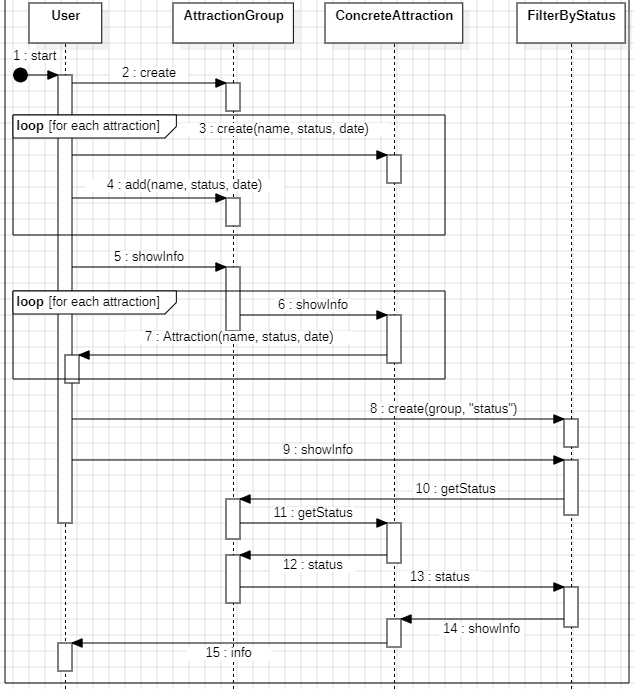 User
AttractionGroup
ConcreteAttraction
FilterByStatus
1 : start
2 : create
loop [for each attraction]
3 : create(name, status, date)
4 : add(name, status, date)
5 : showInfo
loop [for each attraction]
6 : showInfo
7 : Attraction(name, status, date)
8 : create(group, "status")
9 : showInfo
10 : getStatus
11 : getStatus
12 : status
13 : status
14 : showInfo
15 : info